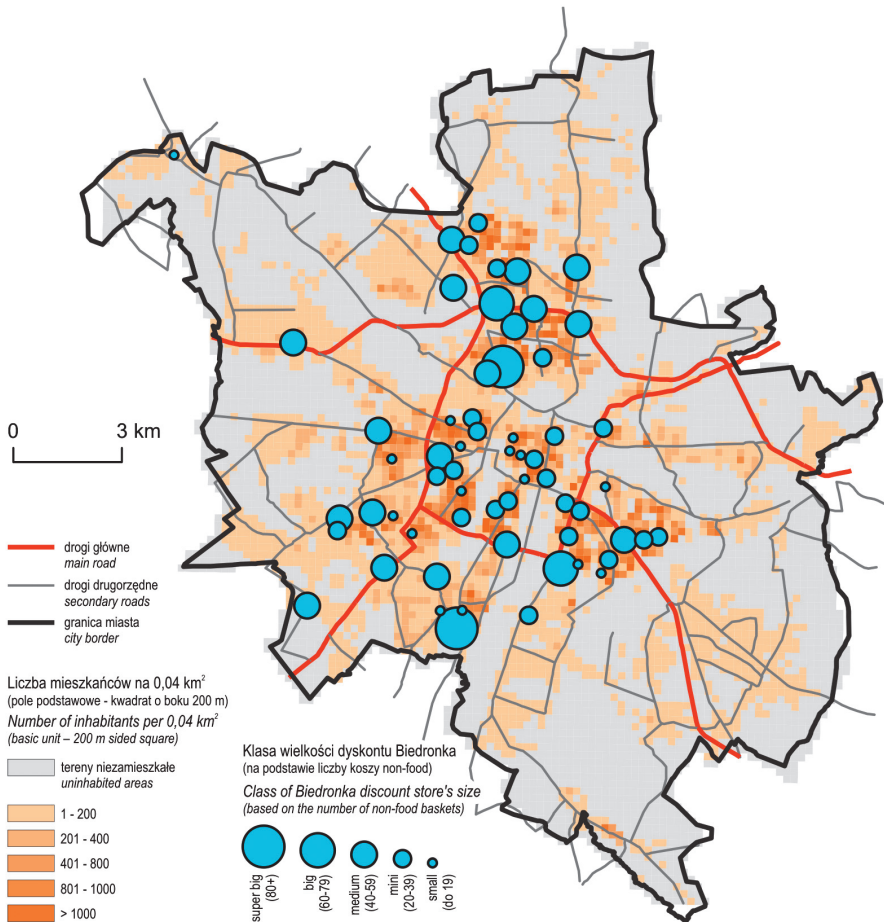 0 3 km
drogi główne
main road
drogi drugorzędne
secondary roads
granica miasta
city border
Liczba mieszkańców na 0,04 km²
(pole podstawowe - kwadrat o boku 200 m)
Number of inhabitants per 0,04 km²
(basic unit – 200 m sided square)
tereny niezamieszkałe
uninhabited areas
1 - 200
201 - 400
401 - 800
801 - 1000
> 1000
Klasa wielkości dyskontu Biedronka
(na podstawie liczby koszy non-food)
Class of Biedronka discount store's size
(based on the number of non-food baskets)
super big
(80+)
big
(60-79)
medium
(40-59)
mini
(20-39)
small
(do 19)